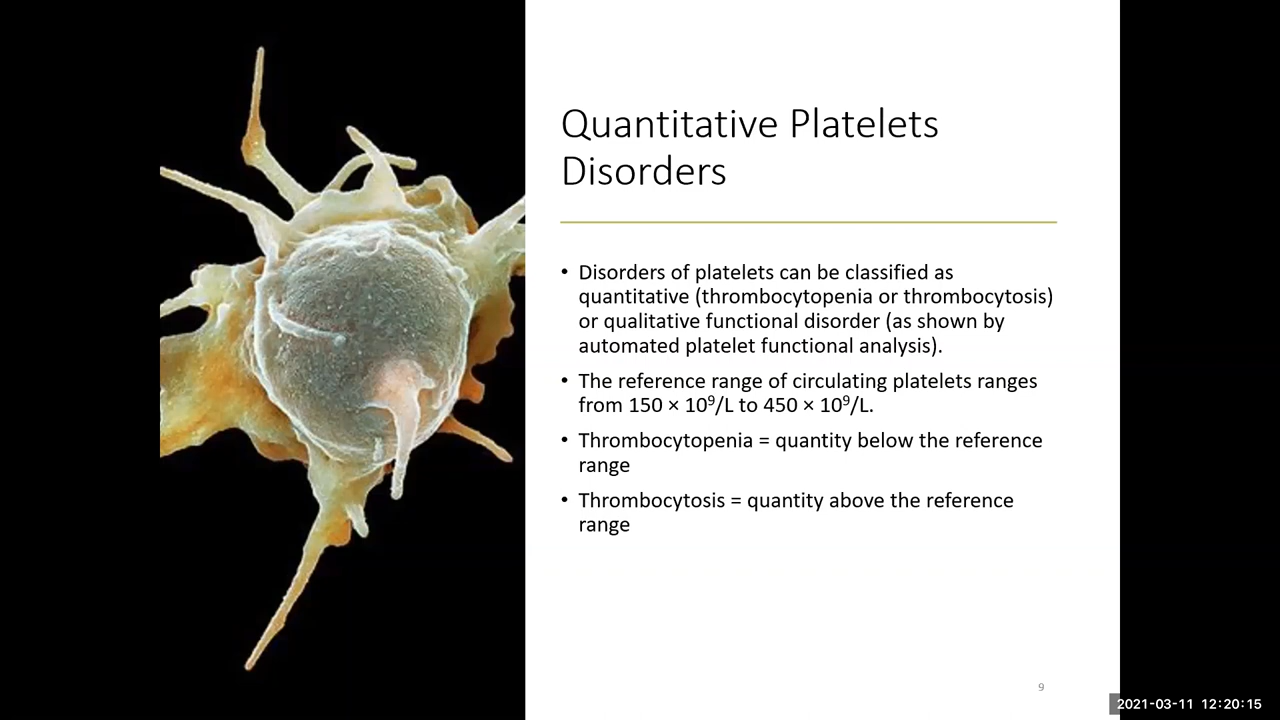 Quantitative Platelets
Disorders
• Disorders of platelets can be classified as
quantitative (thrombocytopenia or thrombocytosis)
or qualitative functional disorder (as shown by
automated platelet functional analysis).
• The reference range of circulating platelets ranges
from 150 × 10⁹/L to 450 × 10⁹/L.
• Thrombocytopenia = quantity below the reference
range
• Thrombocytosis = quantity above the reference
range
9
2021-03-11 12:20:15